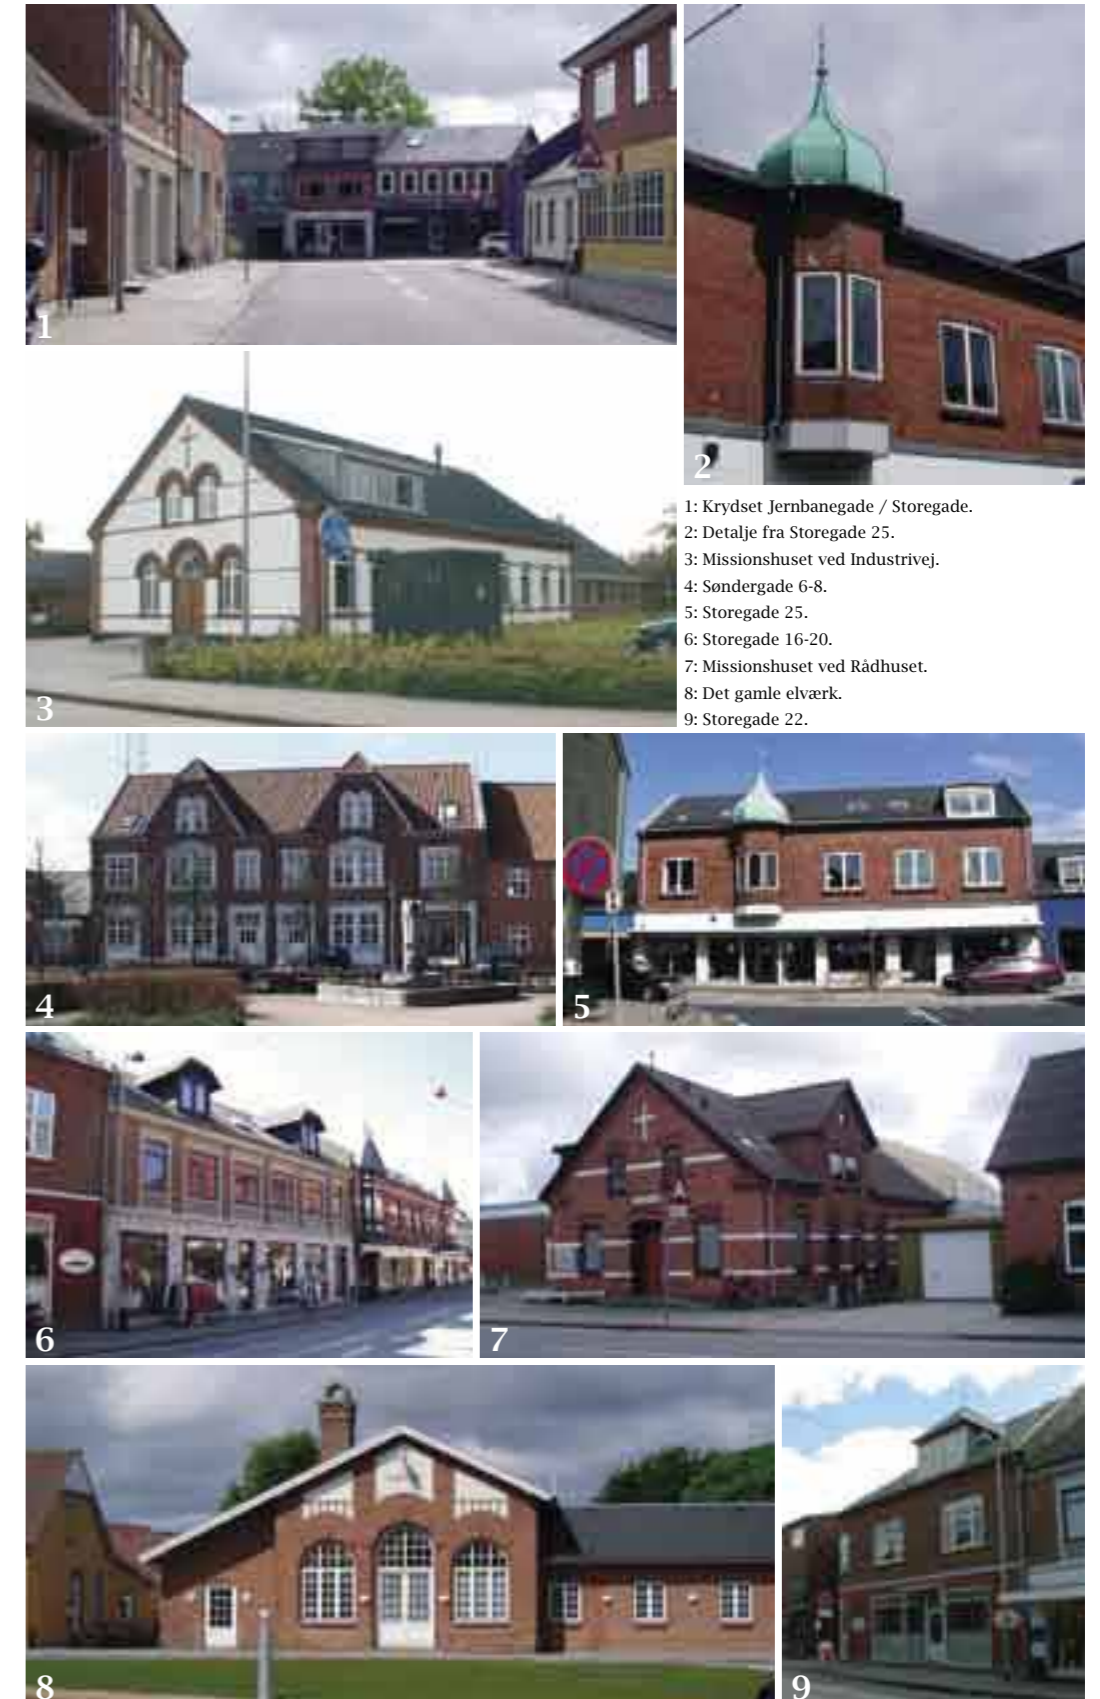 1
2
3
1: Krydset Jernbanegade / Storegade.
2: Detalje fra Storegade 25.
3: Missionshuset ved Industrivej.
4: Søndergade 6-8.
5: Storegade 25.
6: Storegade 16-20.
7: Missionshuset ved Rådhuset.
8: Det gamle elværk.
9: Storegade 22.
4
5
6
7
8
9